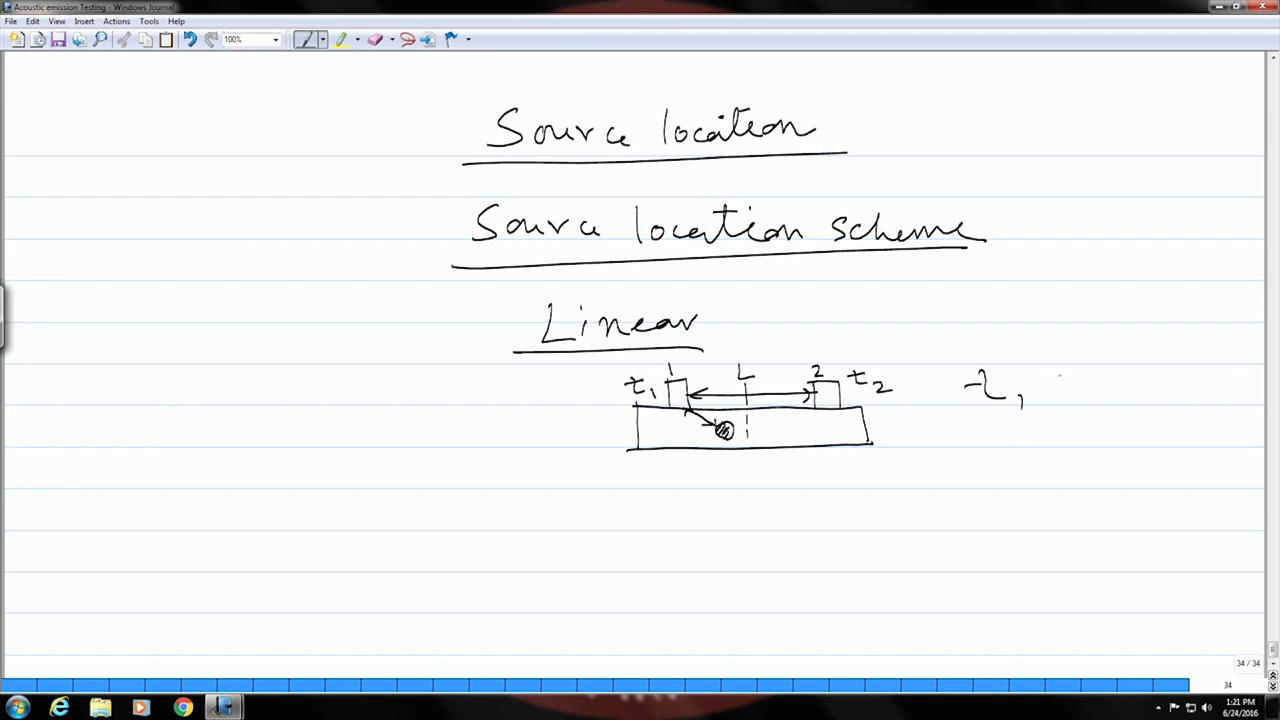 Acoustic emission Testing - Windows Journal
File Edit View Insert Actions Tools Help
100%
Source location
Source location scheme
Linear
1 L 2
t1 t2
34 / 34
34
1:21 PM
6/24/2016